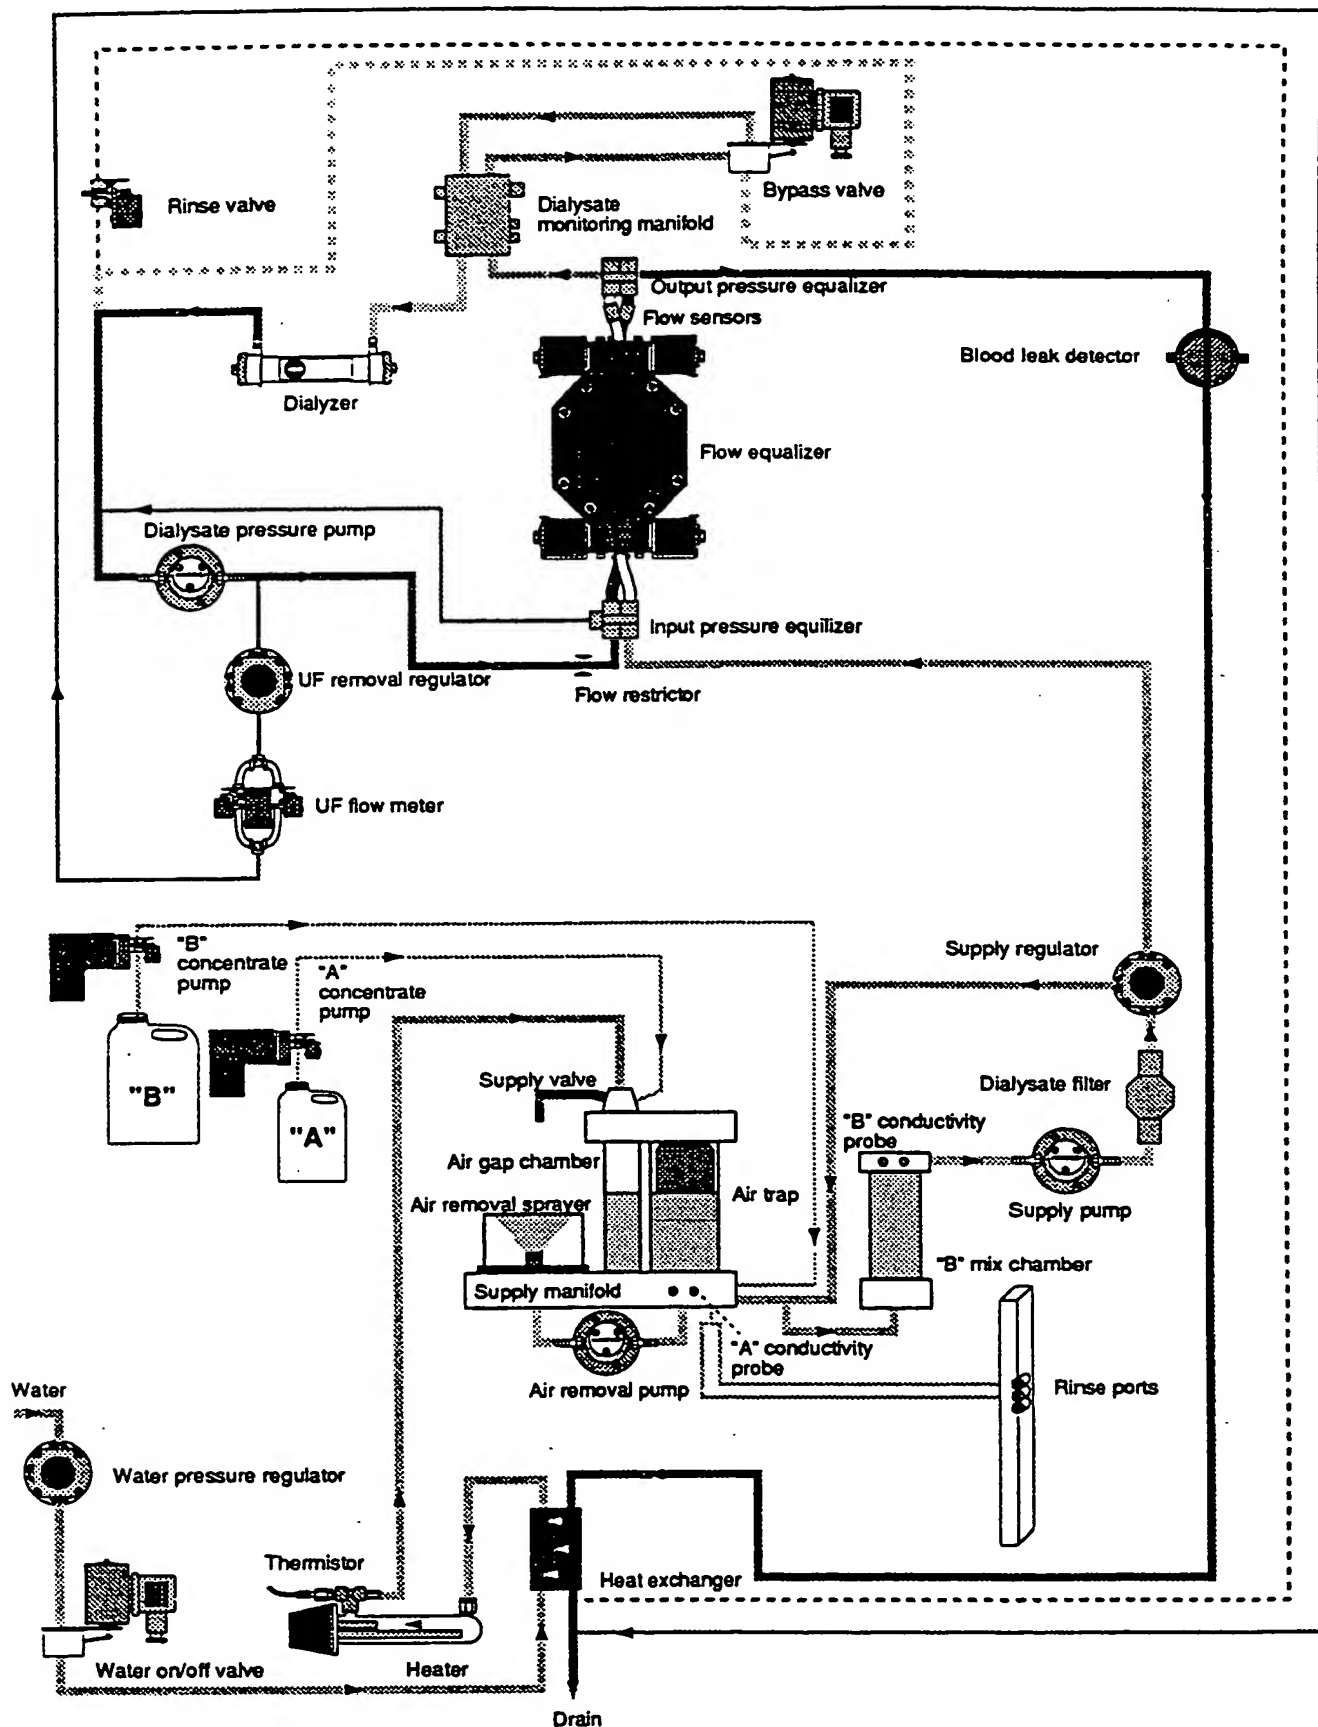 Rinse valve
Dialysate
monitoring manifold
Bypass valve
Output pressure equalizer
Flow sensors
Blood leak detector
Dialyzer
Flow equalizer
Dialysate pressure pump
Input pressure equilizer
UF removal regulator
Flow restrictor
UF flow meter
"B"
concentrate
pump
"A"
concentrate
pump
Supply regulator
"B"
"A"
Supply valve
Dialysate filter
"B" conductivity
probe
Air gap chamber
Air removal sprayer
Air trap
Supply pump
Supply manifold
"B" mix chamber
"A" conductivity
probe
Air removal pump
Rinse ports
Water
Water pressure regulator
Thermistor
Heat exchanger
Water on/off valve
Heater
Drain